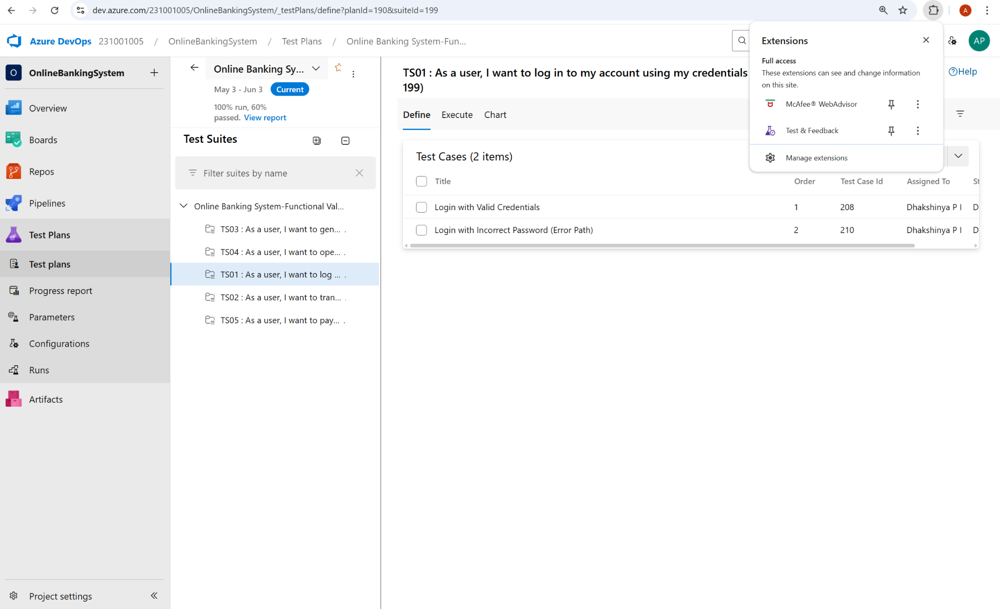 dev.azure.com/231001005/OnlineBankingSystem/_testPlans/define?planId=190&suiteId=199
A
Azure DevOps 231001005 / OnlineBankingSystem / Test Plans / Online Banking System-Fun...
AP
O OnlineBankingSystem
Overview
Boards
Repos
Pipelines
Test Plans
Test plans
Progress report
Parameters
Configurations
Runs
Artifacts
Project settings
Online Banking Sy...
May 3 - Jun 3 Current
100% run, 60%
passed. View report
Test Suites
Filter suites by name
Online Banking System-Functional Val...
TS03 : As a user, I want to gen... .
TS04 : As a user, I want to ope... .
TS01 : As a user, I want to log ... .
TS02 : As a user, I want to tran... .
TS05 : As a user, I want to pay... .
TS01 : As a user, I want to log in to my account using my credentials
199)
Help
Define Execute Chart
Test Cases (2 items)
Title Order Test Case Id Assigned To St
Login with Valid Credentials 1 208 Dhakshinya P I D
Login with Incorrect Password (Error Path) 2 210 Dhakshinya P I D
Extensions
Full access
These extensions can see and change information
on this site.
McAfee® WebAdvisor
Test & Feedback
Manage extensions